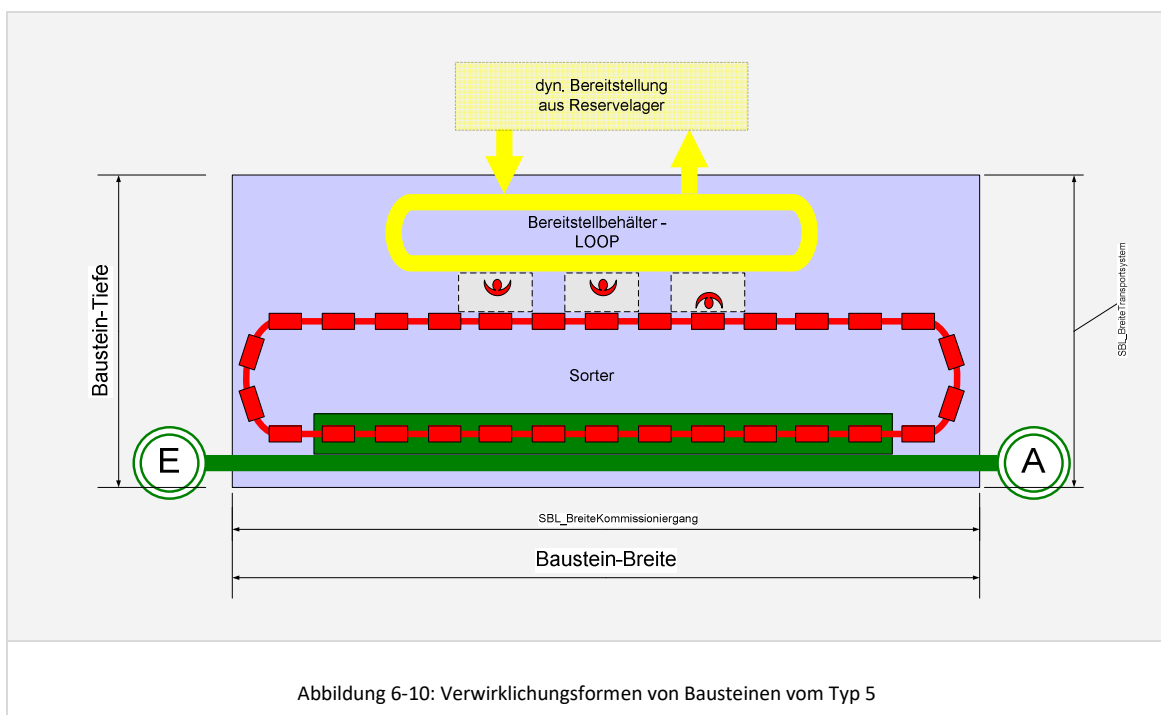 dyn. Bereitstellung
aus Reservelager
Bereitstellbehälter -
LOOP
Baustein-Tiefe
SBL_BreiteTransportsystem
Sorter
E
A
SBL_BreiteKommissioniergang
Baustein-Breite
Abbildung 6-10: Verwirklichungsformen von Bausteinen vom Typ 5